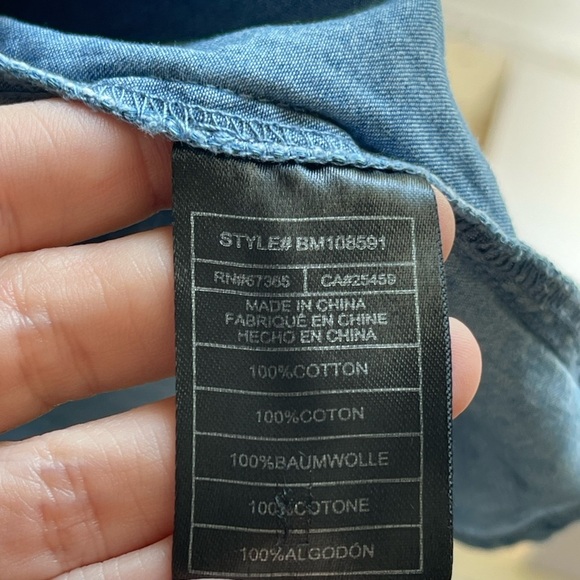 STYLE# BM108591
RN#67365 CA#25459
MADE IN CHINA
FABRIQUÉ EN CHINE
HECHO EN CHINA
100%COTTON
100%COTON
100%BAUMWOLLE
100%COTONE
100%ALGODÓN